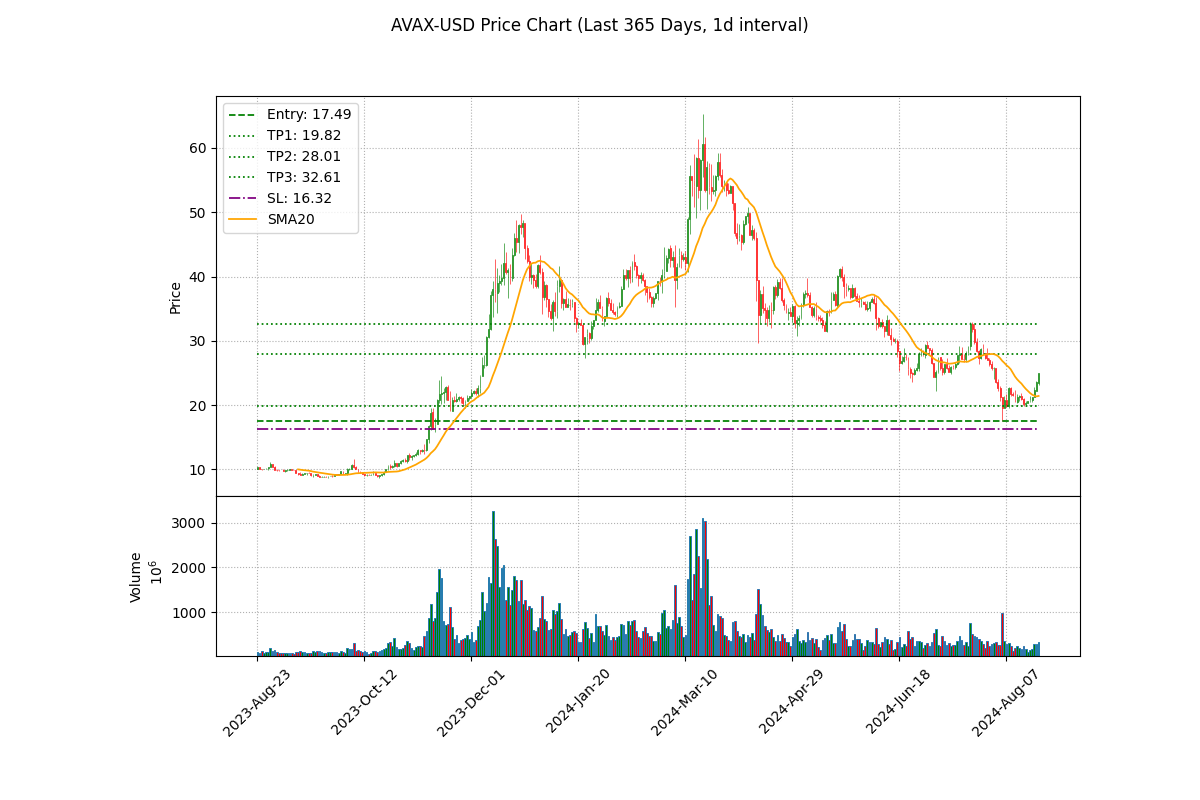 AVAX-USD Price Chart (Last 365 Days, 1d interval)
Entry: 17.49
TP1: 19.82
TP2: 28.01
TP3: 32.61
SL: 16.32
SMA20
Price
60
50
40
30
20
10
Volume
10^6
3000
2000
1000
2023-Aug-23
2023-Oct-12
2023-Dec-01
2024-Jan-20
2024-Mar-10
2024-Apr-29
2024-Jun-18
2024-Aug-07